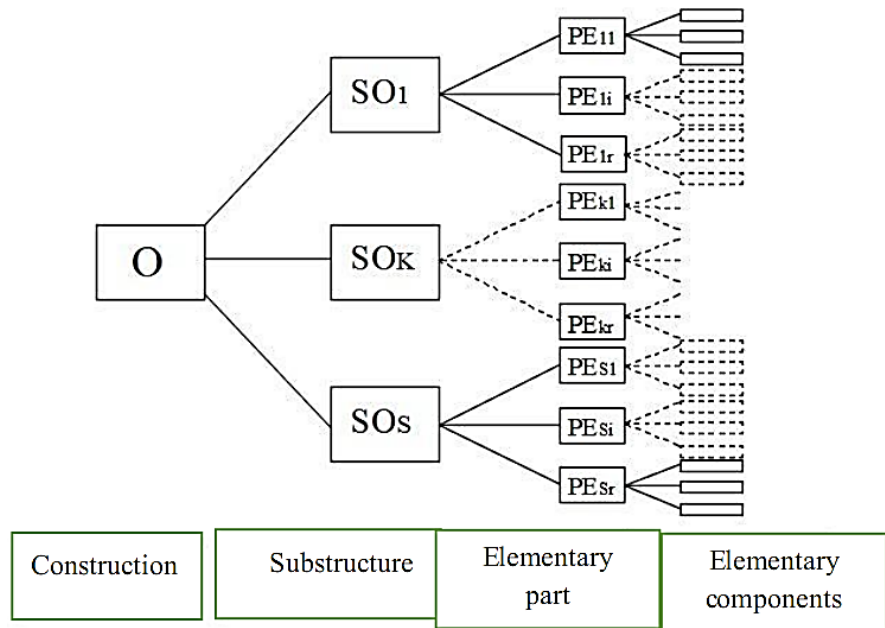 O
SO1
SOK
SOS
PE11
PE1i
PE1r
PEk1
PEki
PEkr
PES1
PESi
PESr
Construction
Substructure
Elementary
part
Elementary
components